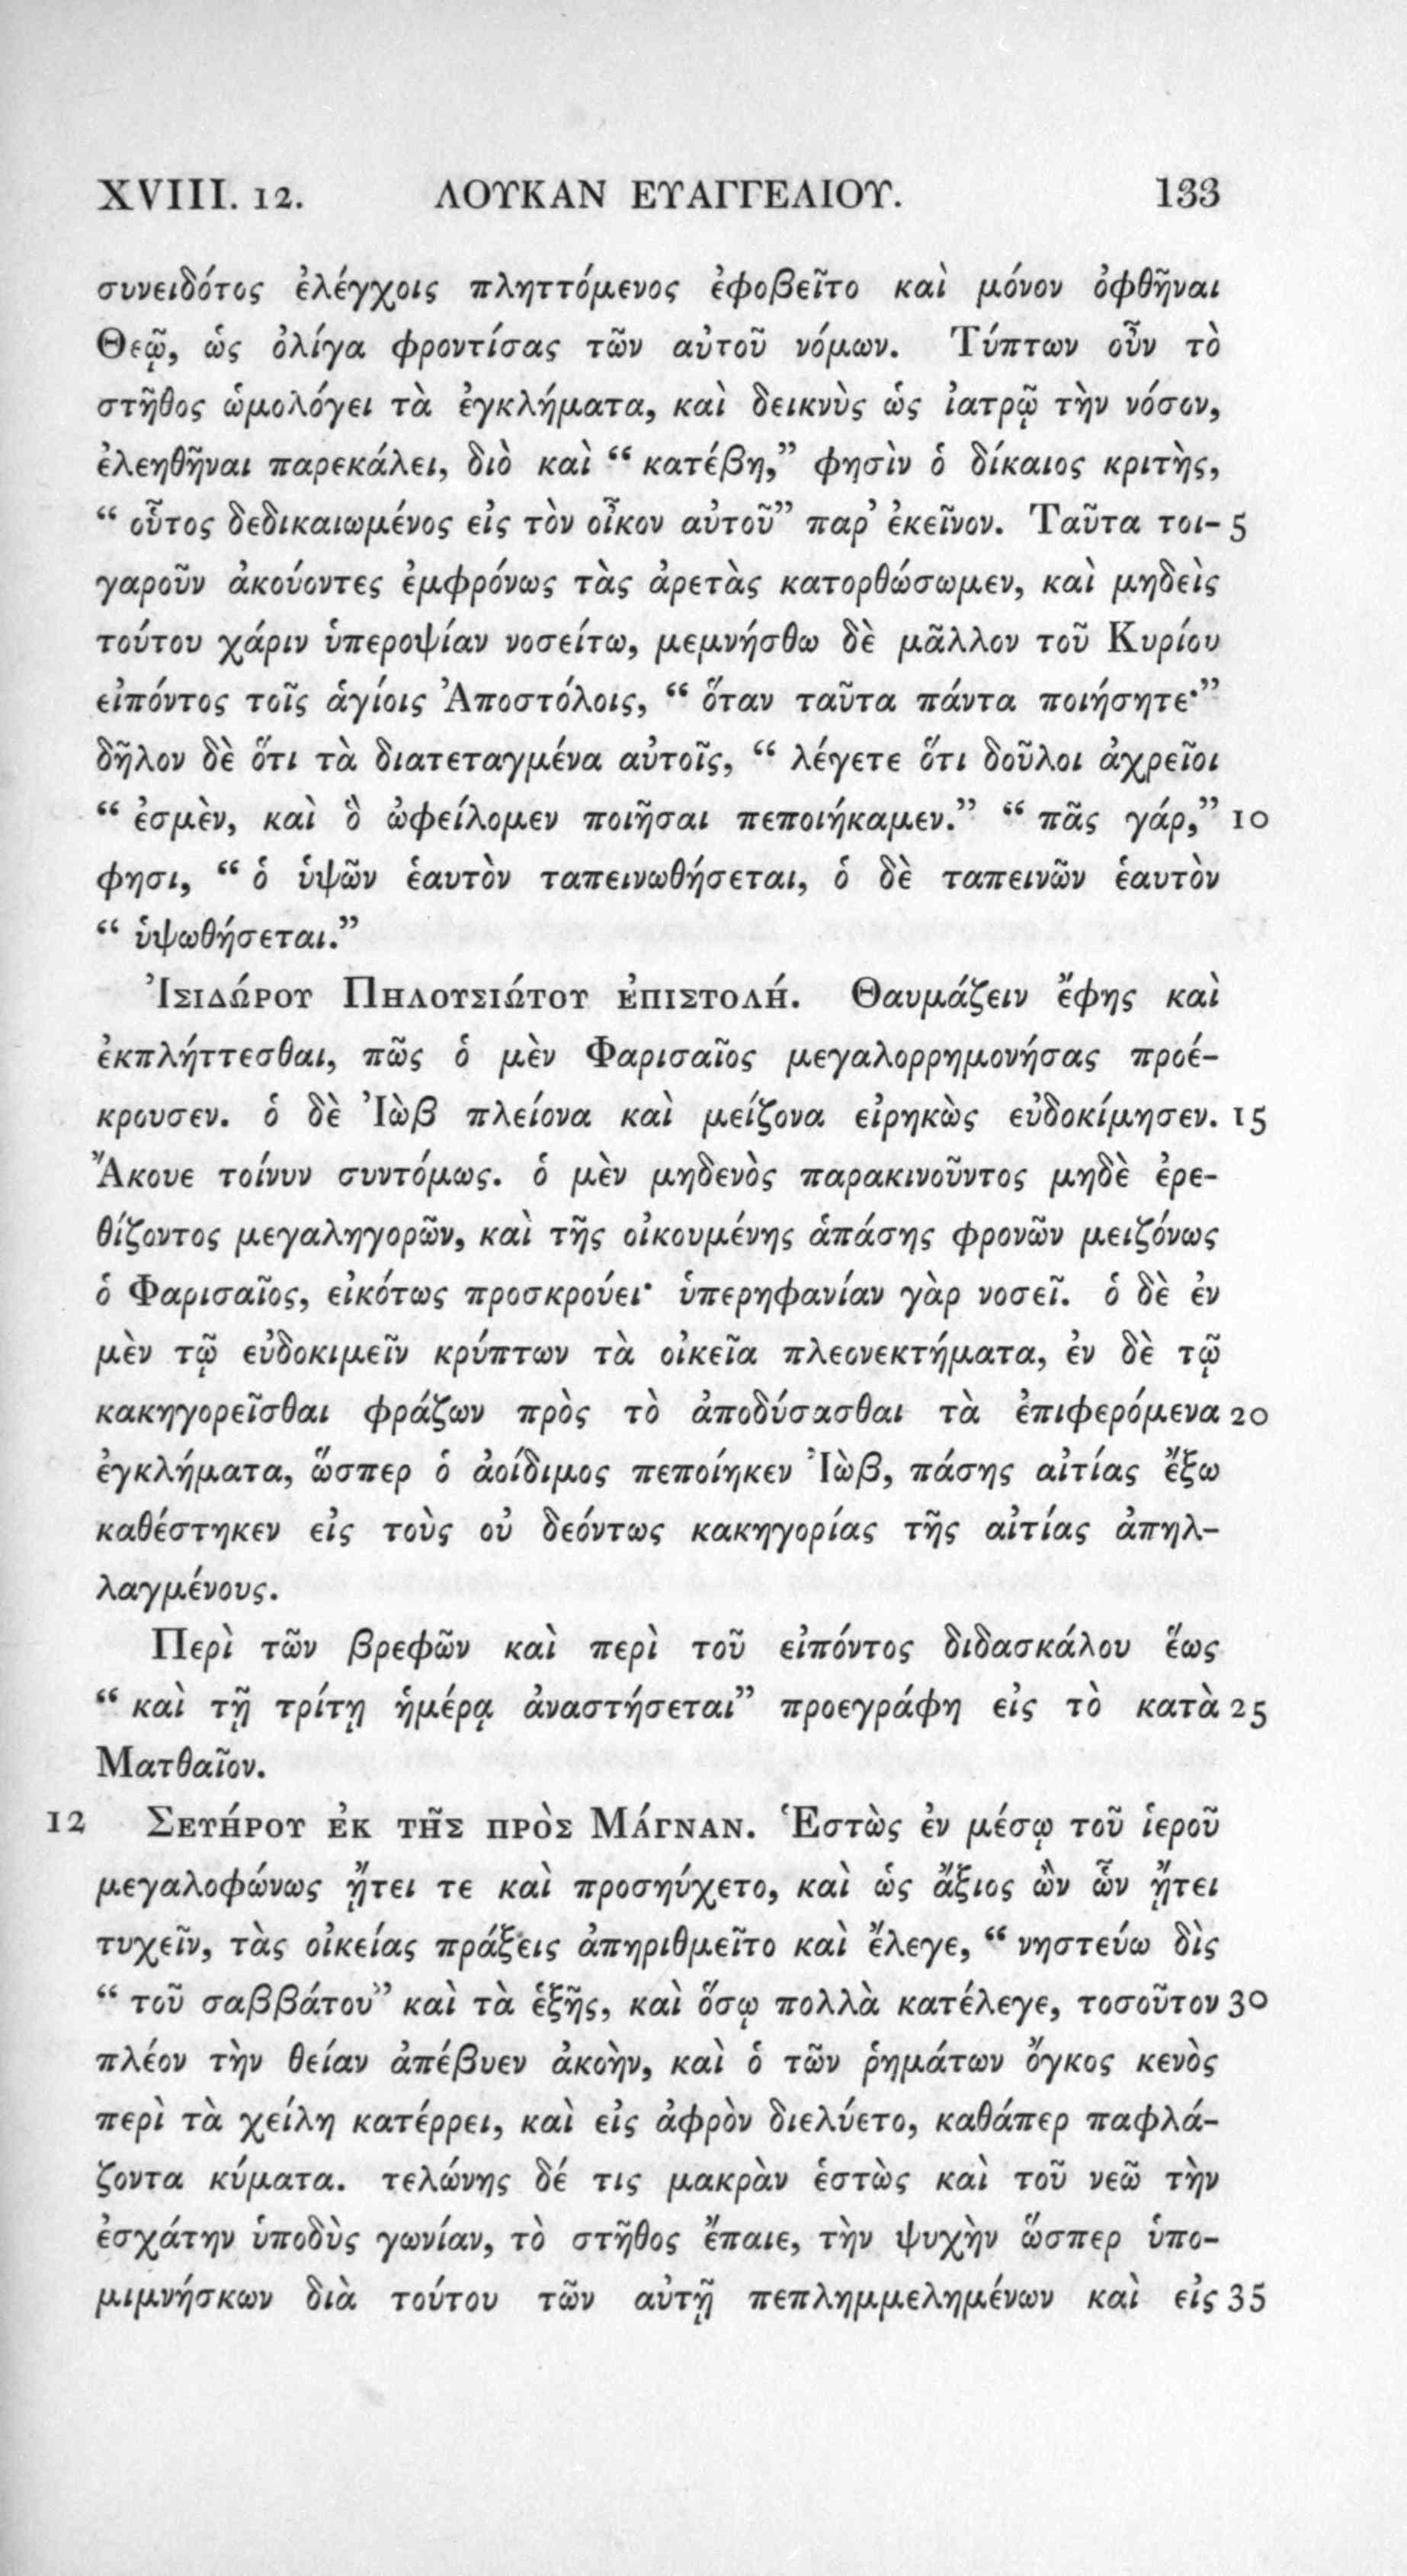 XVIII. 12. ΛΟΥΚΑΝ ΕΥΑΓΓΕΛΙΟΥ. 133
συνειδότος ἐλέγχοις πληττόμενος ἐφοβεῖτο καὶ μόνον ὀφθῆναι
Θεῷ, ὡς ὀλίγα φροντίσας τῶν αὐτοῦ νόμων. Τύπτων οὖν τὸ
στῆθος ὡμολόγει τὰ ἐγκλήματα, καὶ δεικνὺς ὡς ἰατρῷ τὴν νόσον,
ἐλεηθῆναι παρεκάλει, διὸ καὶ “ κατέβη,” φησὶν ὁ δίκαιος κριτὴς,
“ οὗτος δεδικαιωμένος εἰς τὸν οἶκον αὐτοῦ” παρ’ ἐκεῖνον. Ταῦτα τοι- 5
γαροῦν ἀκούοντες ἐμφρόνως τὰς ἀρετὰς κατορθώσωμεν, καὶ μηδεὶς
τούτου χάριν ὑπεροψίαν νοσείτω, μεμνήσθω δὲ μᾶλλον τοῦ Κυρίου
εἰπόντος τοῖς ἁγίοις Ἀποστόλοις, “ ὅταν ταῦτα πάντα ποιήσητε·”
δῆλον δὲ ὅτι τὰ διατεταγμένα αὐτοῖς, “ λέγετε ὅτι δοῦλοι ἀχρεῖοι
“ ἐσμὲν, καὶ ὃ ὠφείλομεν ποιῆσαι πεποιήκαμεν.” “ πᾶς γάρ,” 10
φησι, “ ὁ ὑψῶν ἑαυτὸν ταπεινωθήσεται, ὁ δὲ ταπεινῶν ἑαυτὸν
“ ὑψωθήσεται.”
Ἰσιδώρου Πηλουσιώτου ἐπιστολή. Θαυμάζειν ἔφης καὶ
ἐκπλήττεσθαι, πῶς ὁ μὲν Φαρισαῖος μεγαλορρημονήσας προέ-
κρουσεν. ὁ δὲ Ἰὼβ πλείονα καὶ μείζονα εἰρηκὼς εὐδοκίμησεν. 15
Ἄκουε τοίνυν συντόμως. ὁ μὲν μηδενὸς παρακινοῦντος μηδὲ ἐρε-
θίζοντος μεγαληγορῶν, καὶ τῆς οἰκουμένης ἁπάσης φρονῶν μειζόνως
ὁ Φαρισαῖος, εἰκότως προσκρούει· ὑπερηφανίαν γὰρ νοσεῖ. ὁ δὲ ἐν
μὲν τῷ εὐδοκιμεῖν κρύπτων τὰ οἰκεῖα πλεονεκτήματα, ἐν δὲ τῷ
κακηγορεῖσθαι φράζων πρὸς τὸ ἀποδύσασθαι τὰ ἐπιφερόμενα 20
ἐγκλήματα, ὥσπερ ὁ ἀοίδιμος πεποίηκεν Ἰὼβ, πάσης αἰτίας ἔξω
καθέστηκεν εἰς τοὺς οὐ δεόντως κακηγορίας τῆς αἰτίας ἀπηλ-
λαγμένους.
Περὶ τῶν βρεφῶν καὶ περὶ τοῦ εἰπόντος διδασκάλου ἕως
“ καὶ τῇ τρίτῃ ἡμέρᾳ ἀναστήσεται” προεγράφη εἰς τὸ κατὰ 25
Ματθαῖον.
12 Σευήρου ἐκ τῆς πρὸς Μάγναν. Ἑστὼς ἐν μέσῳ τοῦ ἱεροῦ
μεγαλοφώνως ᾔτει τε καὶ προσηύχετο, καὶ ὡς ἄξιος ὢν ὧν ᾔτει
τυχεῖν, τὰς οἰκείας πράξεις ἀπηριθμεῖτο καὶ ἔλεγε, “ νηστεύω δὶς
“ τοῦ σαββάτου” καὶ τὰ ἑξῆς, καὶ ὅσῳ πολλὰ κατέλεγε, τοσοῦτον 30
πλέον τὴν θείαν ἀπέβυεν ἀκοὴν, καὶ ὁ τῶν ῥημάτων ὄγκος κενὸς
περὶ τὰ χείλη κατέρρει, καὶ εἰς ἀφρὸν διελύετο, καθάπερ παφλά-
ζοντα κύματα. τελώνης δέ τις μακρὰν ἑστὼς καὶ τοῦ νεῶ τὴν
ἐσχάτην ὑποδὺς γωνίαν, τὸ στῆθος ἔπαιε, τὴν ψυχὴν ὥσπερ ὑπο-
μιμνήσκων διὰ τούτου τῶν αὐτῇ πεπλημμελημένων καὶ εἰς 35